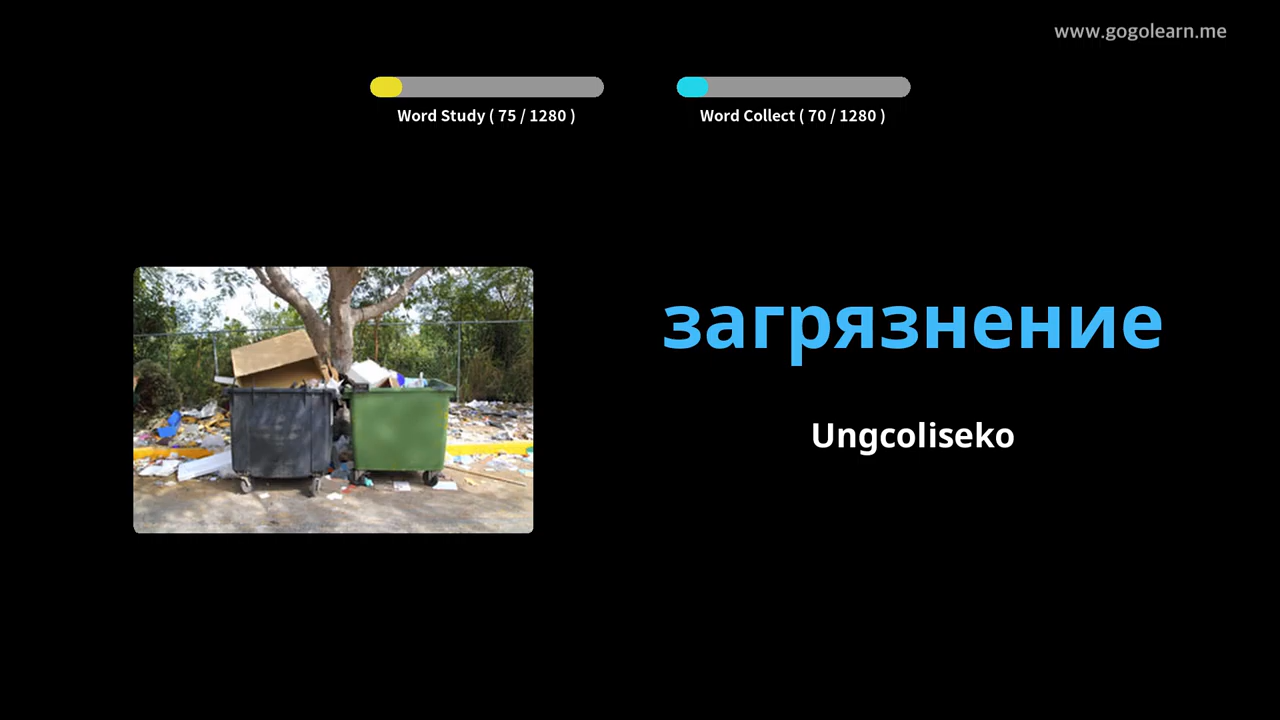 www.gogolearn.me
Word Study ( 75 / 1280 )
Word Collect ( 70 / 1280 )
загрязнение
Ungcoliseko